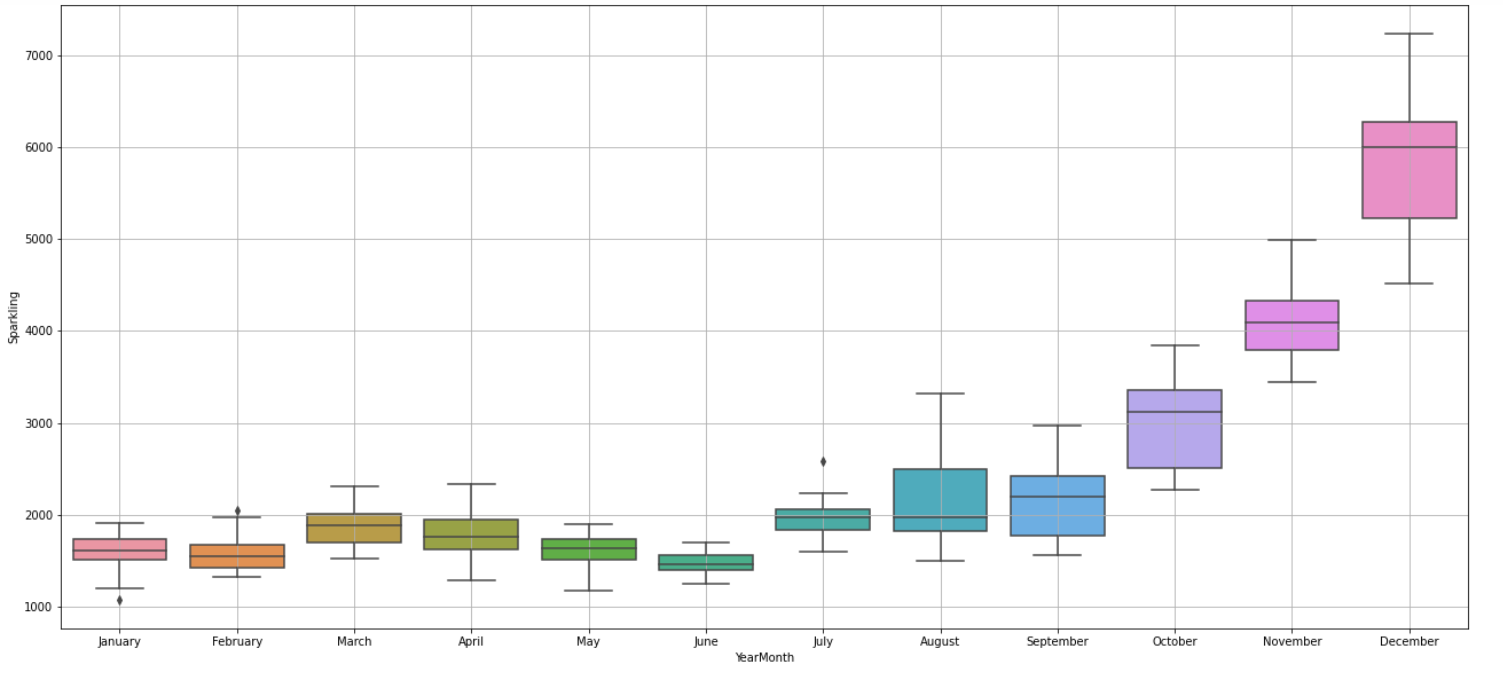 Sparkling
7000
6000
5000
4000
3000
2000
1000
January February March April May June July August September October November December
YearMonth